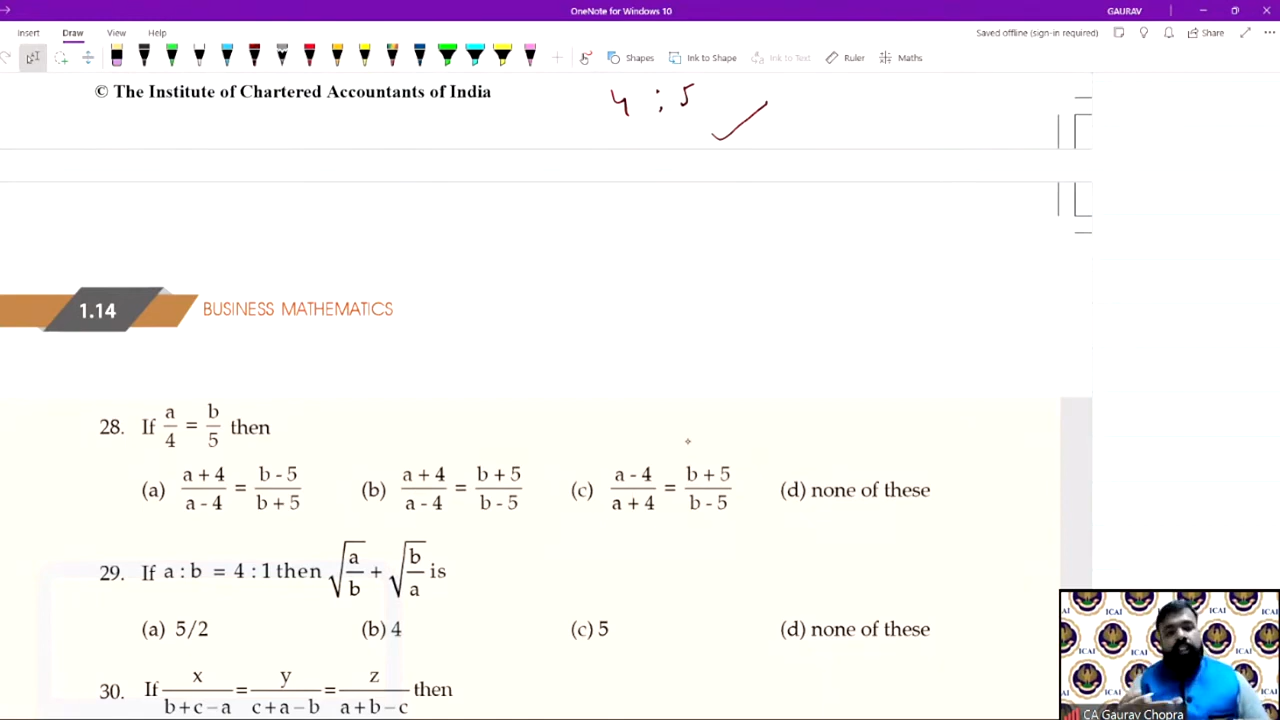 OneNote for Windows 10
GAURAV
Insert Draw View Help
Saved offline (sign-in required)
Share
Shapes Ink to Shape Ink to Text Ruler Maths
© The Institute of Chartered Accountants of India
4 : 5
1.14 BUSINESS MATHEMATICS
28. If a/4 = b/5 then
(a) (a + 4)/(a - 4) = (b - 5)/(b + 5) (b) (a + 4)/(a - 4) = (b + 5)/(b - 5) (c) (a - 4)/(a + 4) = (b + 5)/(b - 5) (d) none of these
29. If a : b = 4 : 1 then √(a/b) + √(b/a) is
(a) 5/2 (b) 4 (c) 5 (d) none of these
30. If x/(b + c – a) = y/(c + a – b) = z/(a + b – c) then
ICAI
CA Gaurav Chopra